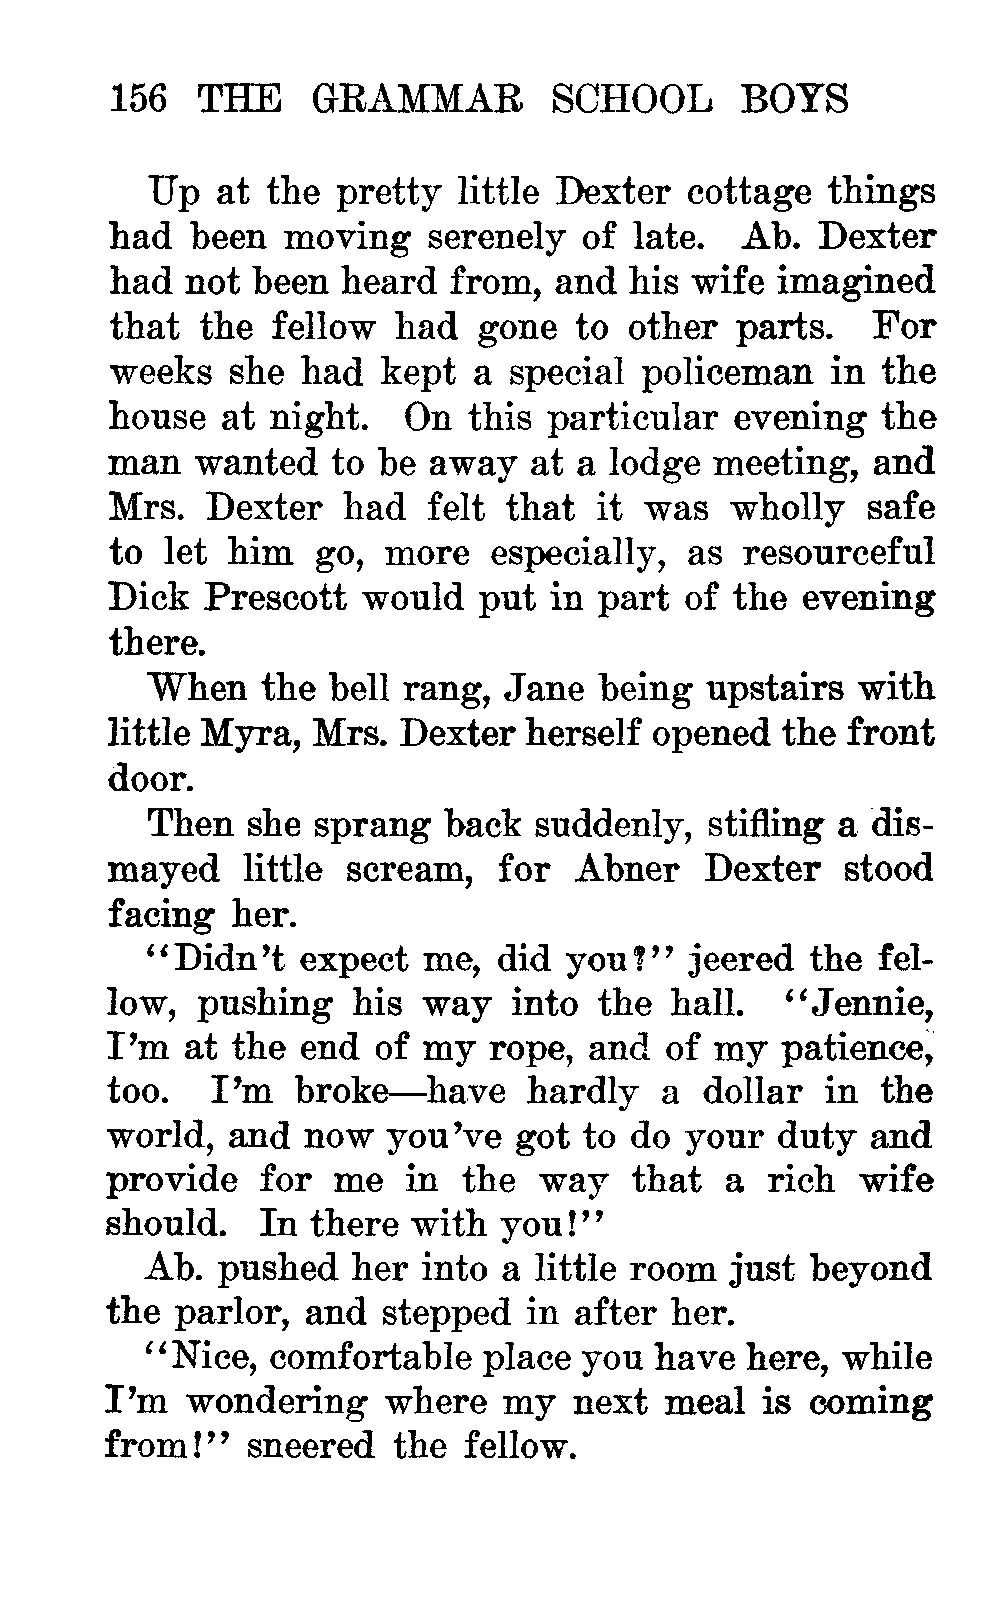 156 THE GRAMMAR SCHOOL BOYS
Up at the pretty little Dexter cottage things
had been moving serenely of late. Ab. Dexter
had not been heard from, and his wife imagined
that the fellow had gone to other parts. For
weeks she had kept a special policeman in the
house at night. On this particular evening the
man wanted to be away at a lodge meeting, and
Mrs. Dexter had felt that it was wholly safe
to let him go, more especially, as resourceful
Dick Prescott would put in part of the evening
there.
When the bell rang, Jane being upstairs with
little Myra, Mrs. Dexter herself opened the front
door.
Then she sprang back suddenly, stifling a dis-
mayed little scream, for Abner Dexter stood
facing her.
“Didn’t expect me, did you?” jeered the fel-
low, pushing his way into the hall. “Jennie,
I’m at the end of my rope, and of my patience,
too. I’m broke—have hardly a dollar in the
world, and now you’ve got to do your duty and
provide for me in the way that a rich wife
should. In there with you!”
Ab. pushed her into a little room just beyond
the parlor, and stepped in after her.
“Nice, comfortable place you have here, while
I’m wondering where my next meal is coming
from!” sneered the fellow.